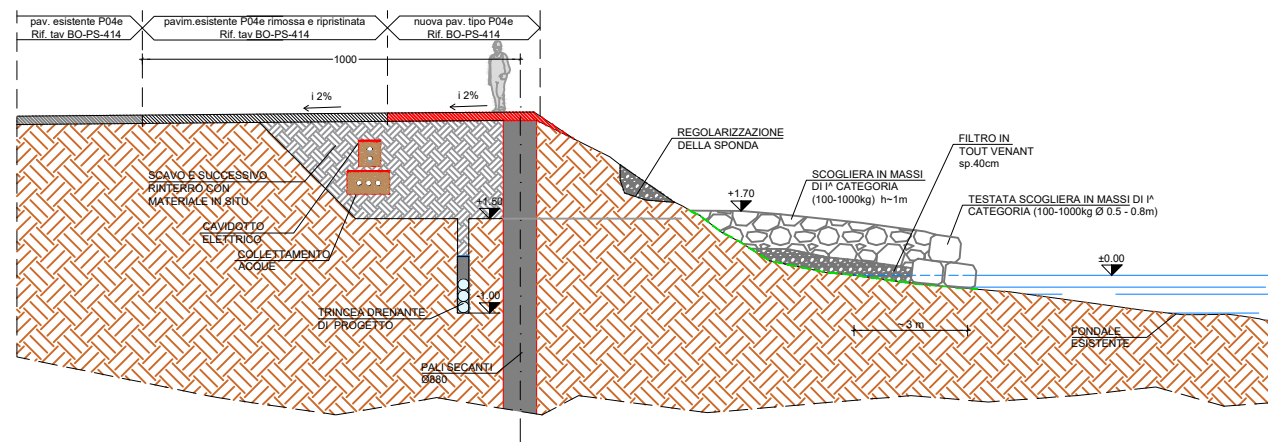 pav. esistente P04e
Rif. tav BO-PS-414
pavim.esistente P04e rimossa e ripristinata
Rif. tav BO-PS-414
nuova pav. tipo P04e
Rif. BO-PS-414
1000
i 2%
i 2%
REGOLARIZZAZIONE
DELLA SPONDA
FILTRO IN
TOUT VENANT
sp.40cm
SCOGLIERA IN MASSI
DI I^ CATEGORIA
(100-1000kg) h~1m
TESTATA SCOGLIERA IN MASSI DI I^
CATEGORIA (100-1000kg Ø 0.5 - 0.8m)
SCAVO E SUCCESSIVO
RINTERRO CON
MATERIALE IN SITU
+1.70
+1.50
CAVIDOTTO
ELETTRICO
COLLETTAMENTO
ACQUE
±0.00
-1.00
TRINCEA DRENANTE
DI PROGETTO
~ 3 m
FONDALE
ESISTENTE
PALI SECANTI
Ø880